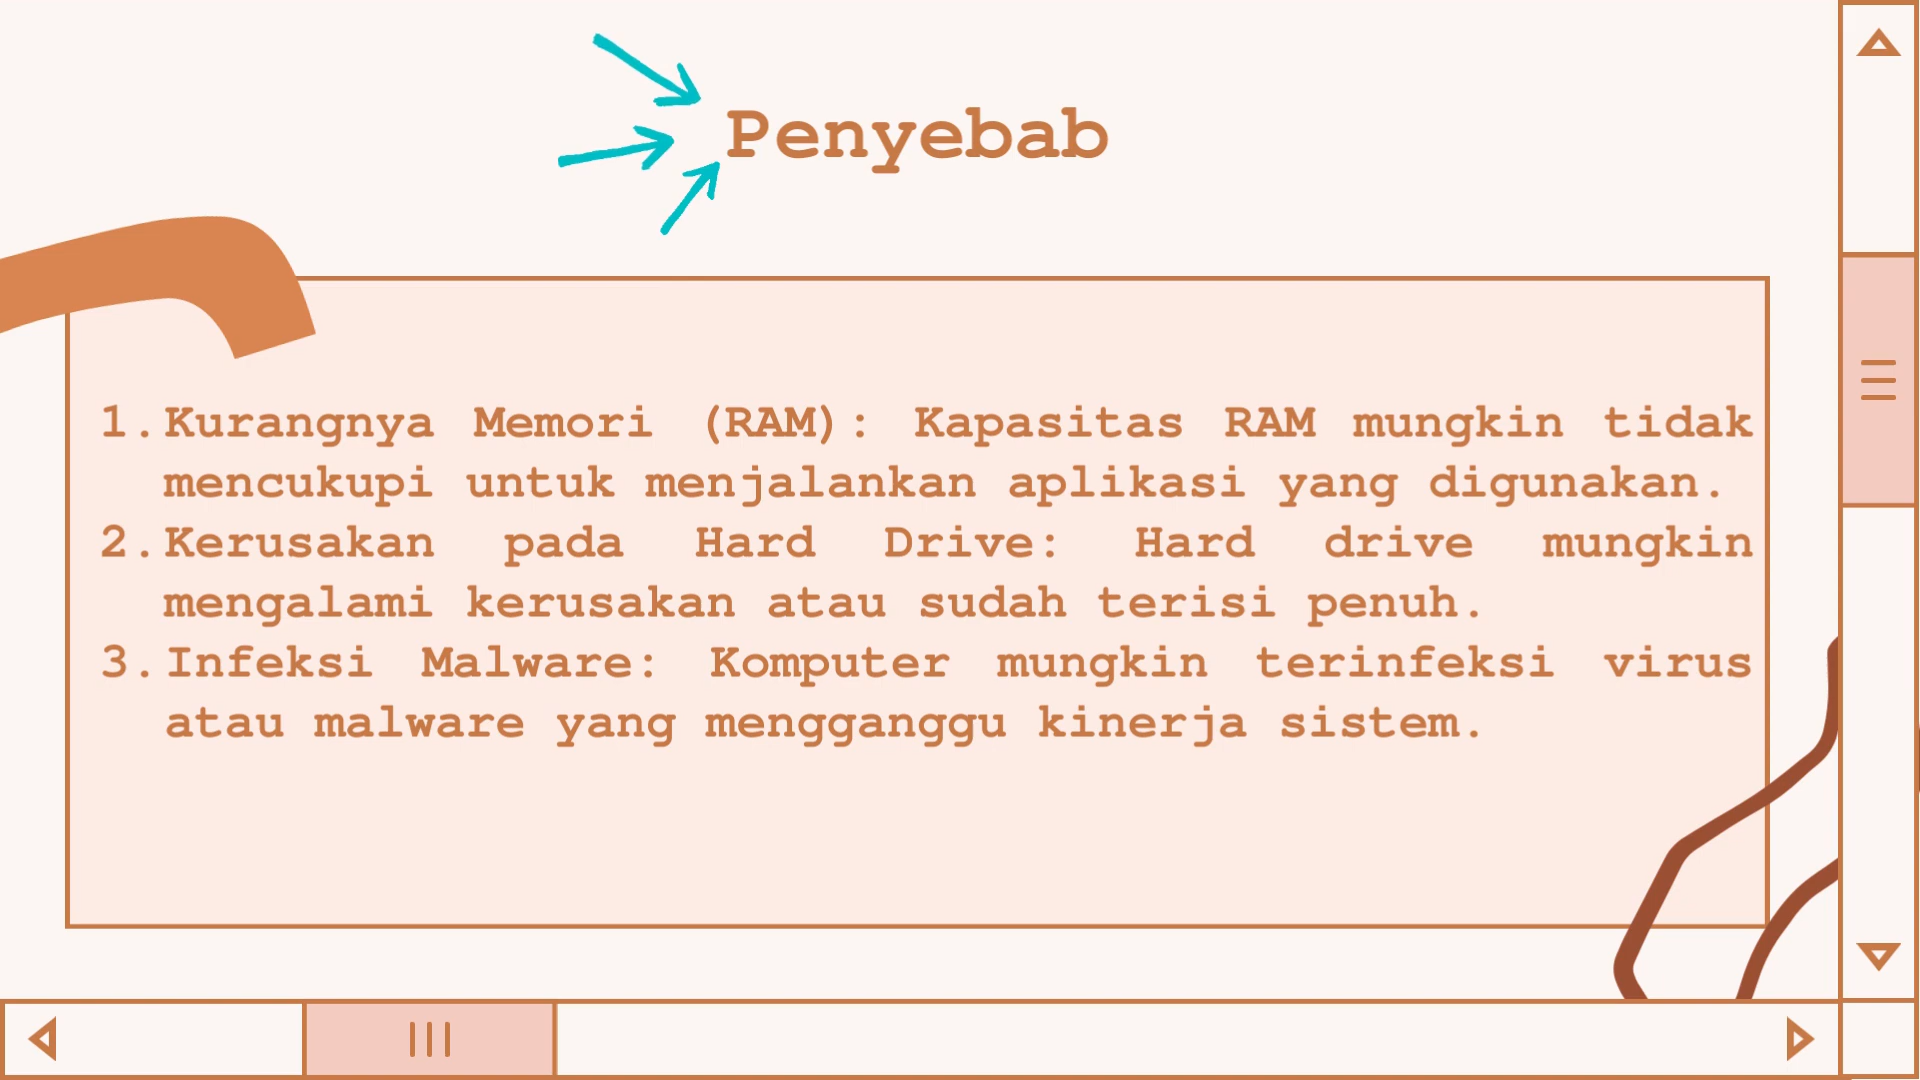 Penyebab
1. Kurangnya Memori (RAM): Kapasitas RAM mungkin tidak
mencukupi untuk menjalankan aplikasi yang digunakan.
2. Kerusakan pada Hard Drive: Hard drive mungkin
mengalami kerusakan atau sudah terisi penuh.
3. Infeksi Malware: Komputer mungkin terinfeksi virus
atau malware yang mengganggu kinerja sistem.